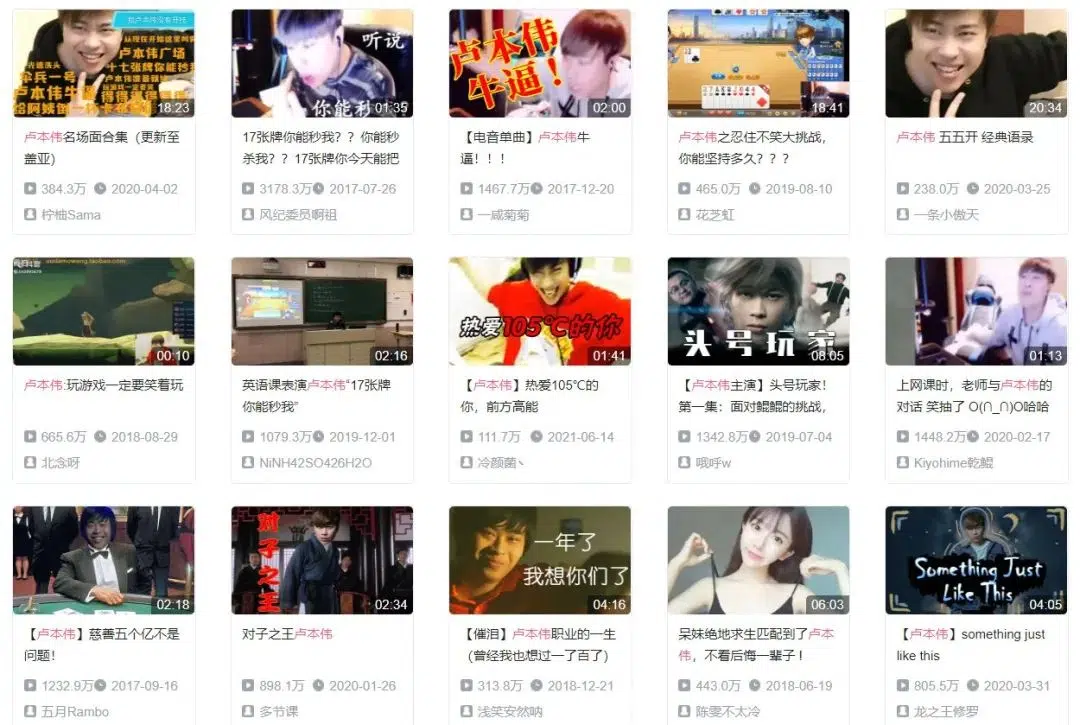 从现在开始这里叫
卢本伟广场
伞兵一号
卢本伟牛
给阿姨倒一杯卡
18:23
听说
你能秒
01:35
卢本伟
牛逼!
02:00
18:41
20:34
卢本伟名场面合集（更新至
盖亚）
384.3万 2020-04-02
柠柚Sama
17张牌你能秒我？？你能秒
杀我？？17张牌你今天能把
3178.3万 2017-07-26
风纪委员啊祖
【电音单曲】卢本伟牛
逼！！！
1467.7万 2017-12-20
一咸菊菊
卢本伟之忍住不笑大挑战，
你能坚持多久？？？
465.0万 2019-08-10
花芝虹
卢本伟 五五开 经典语录
238.0万 2020-03-25
一条小傲天
00:10
02:16
热爱105℃的你
01:41
头号玩家
08:05
01:13
卢本伟:玩游戏一定要笑着玩
665.6万 2018-08-29
北念呀
英语课表演卢本伟“17张牌
你能秒我”
1079.3万 2019-12-01
NiNH42SO426H2O
【卢本伟】热爱105℃的
你，前方高能
111.7万 2021-06-14
冷颜菌丶
【卢本伟主演】头号玩家！
第一集：面对鲲鲲的挑战，
1342.8万 2019-07-04
哦呼w
上网课时，老师与卢本伟的
对话 笑抽了 O(∩_∩)O哈哈
1448.2万 2020-02-17
Kiyohime乾鲲
02:18
对子之王
02:34
一年了
我想你们了
04:16
06:03
Something Just
Like This
04:05
【卢本伟】慈善五个亿不是
问题！
1232.9万 2017-09-16
五月Rambo
对子之王卢本伟
898.1万 2020-01-26
多节课
【催泪】卢本伟职业的一生
（曾经我也想过一了百了）
313.8万 2018-12-21
浅笑安然呐
呆妹绝地求生匹配到了卢本
伟，不看后悔一辈子！
443.0万 2018-06-19
陈雯不太冷
【卢本伟】something just
like this
805.5万 2020-03-31
龙之王修罗